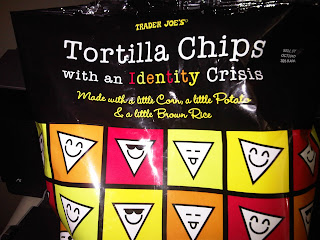 TRADER JOE'S
Tortilla Chips
with an Identity Crisis
Made with a little Corn, a little Potato
& a little Brown Rice